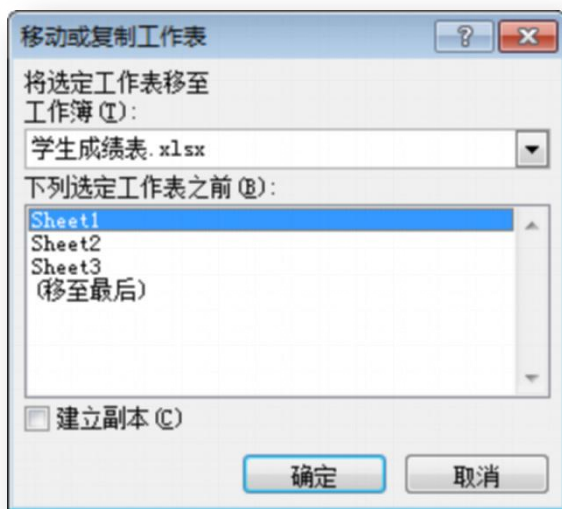 移动或复制工作表
将选定工作表移至
工作簿(T):
学生成绩表.xlsx
下列选定工作表之前(B):
Sheet1
Sheet2
Sheet3
(移至最后)
建立副本(C)
确定 取消